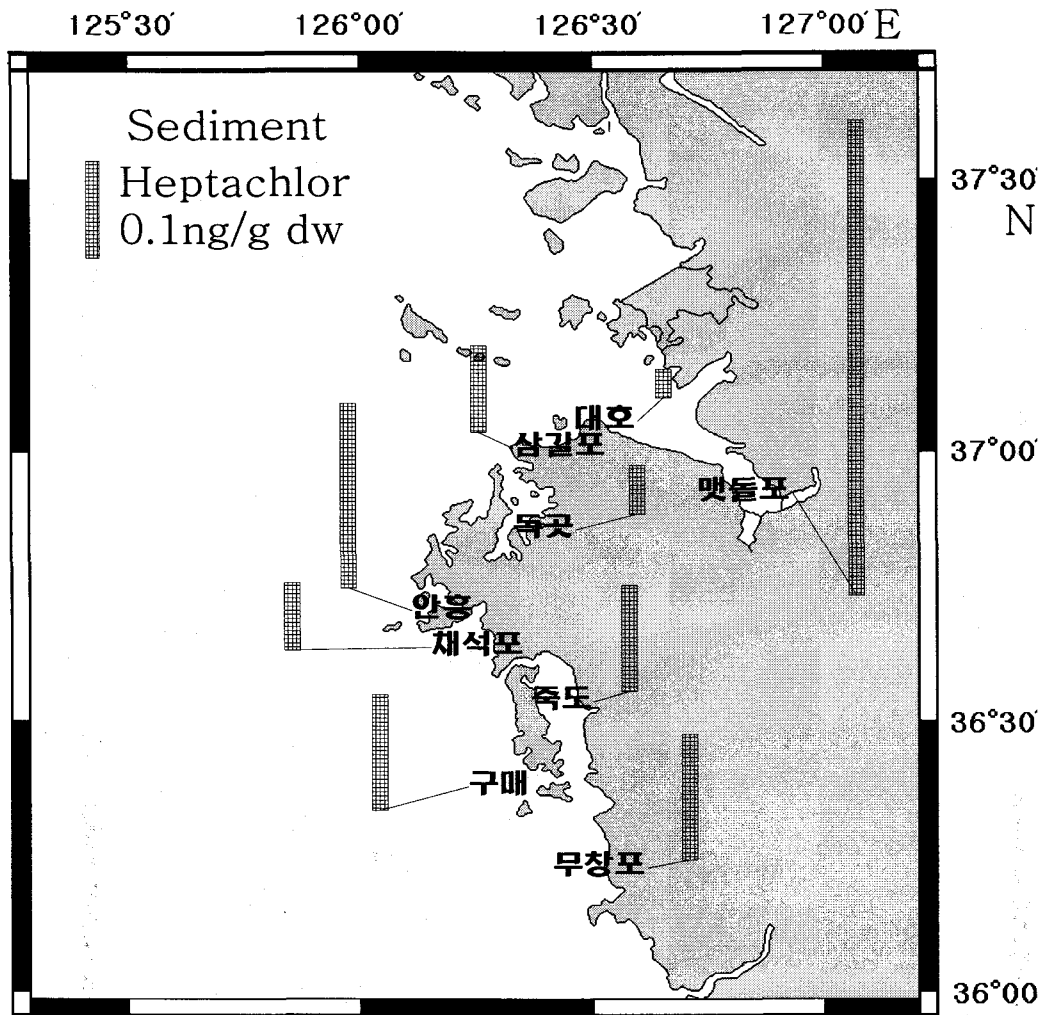 125°30′ 126°00′ 126°30′ 127°00′ E
Sediment
Heptachlor
0.1ng/g dw
37°30′
N
대호
삼길포
37°00′
맷돌포
독곳
안흥
채석포
죽도
36°30′
구매
무창포
36°00′